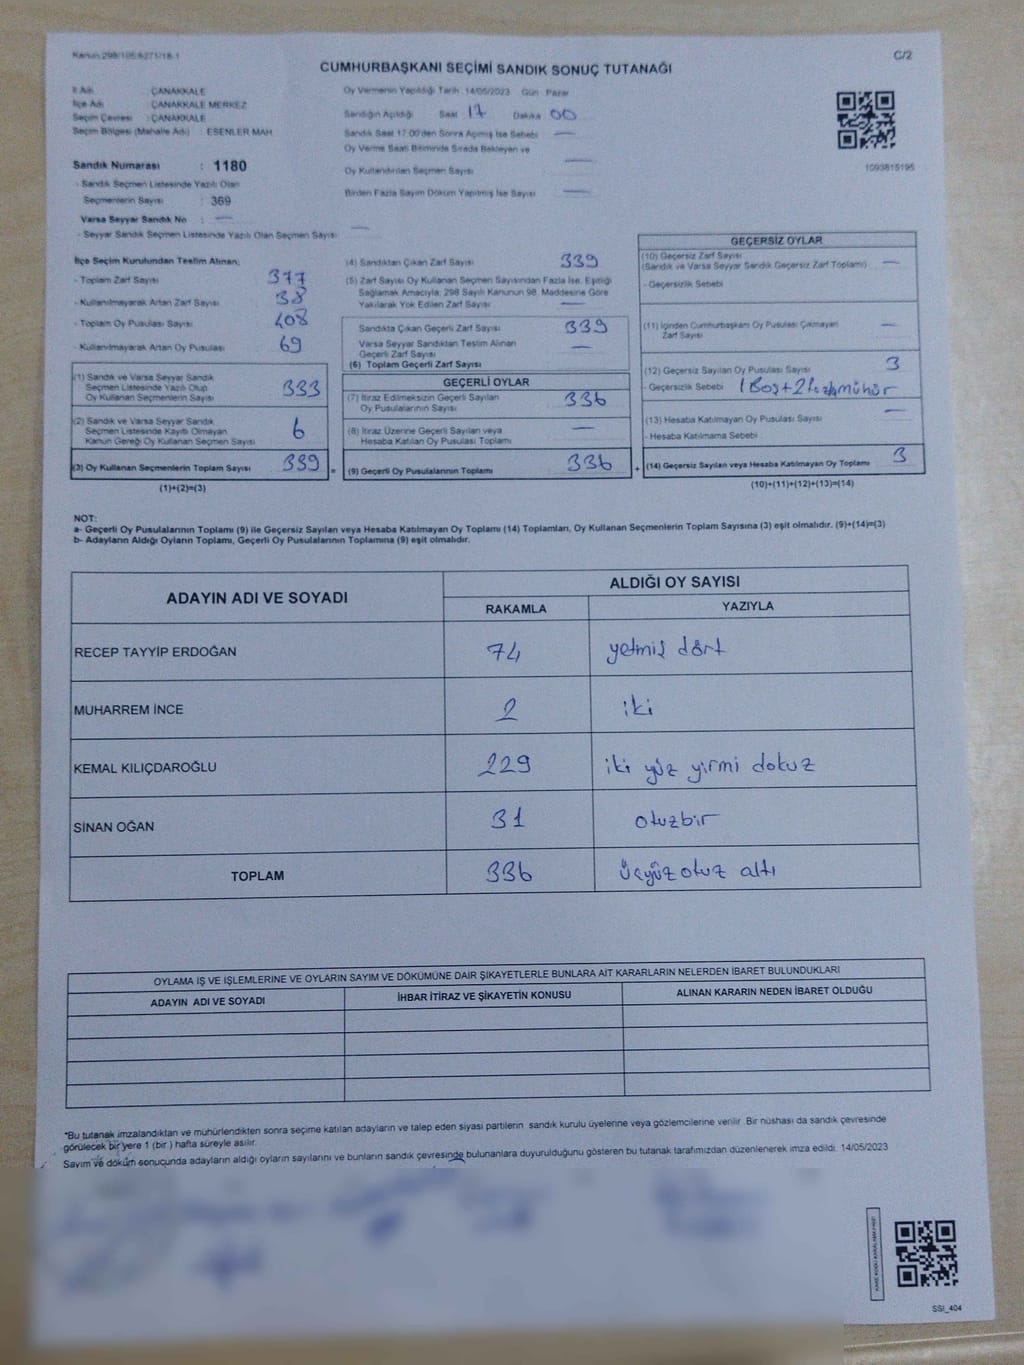 Kanun:298/105;6271/18-1
C/2
CUMHURBAŞKANI SEÇİMİ SANDIK SONUÇ TUTANAĞI
İl Adı : ÇANAKKALE
İlçe Adı : ÇANAKKALE MERKEZ
Seçim Çevresi : ÇANAKKALE
Seçim Bölgesi (Mahalle Adı) : ESENLER MAH.
Sandık Numarası : 1180
- Sandık Seçmen Listesinde Yazılı Olan
Seçmenlerin Sayısı : 369
Varsa Seyyar Sandık No : —
- Seyyar Sandık Seçmen Listesinde Yazılı Olan Seçmen Sayısı : —
Oy Vermenin Yapıldığı Tarih :14/05/2023 Gün : Pazar
Sandığın Açıldığı Saat 17 Dakika 00
Sandık Saat 17.00'den Sonra Açılmış İse Sebebi —
Oy Verme Saati Bitiminde Sırada Bekleyen ve
Oy Kullandırılan Seçmen Sayısı —
Birden Fazla Sayım Döküm Yapılmış İse Sayısı —
1093815195
İlçe Seçim Kurulundan Teslim Alınan;
- Toplam Zarf Sayısı 377
- Kullanılmayarak Artan Zarf Sayısı 38
- Toplam Oy Pusulası Sayısı 408
- Kullanılmayarak Artan Oy Pusulası 69
(1) Sandık ve Varsa Seyyar Sandık
Seçmen Listesinde Yazılı Olup
Oy Kullanan Seçmenlerin Sayısı 333
(2) Sandık ve Varsa Seyyar Sandık
Seçmen Listesinde Kayıtlı Olmayan
Kanun Gereği Oy Kullanan Seçmen Sayısı 6
(3) Oy Kullanan Seçmenlerin Toplam Sayısı 339
(1)+(2)=(3)
=
(4) Sandıktan Çıkan Zarf Sayısı 339
(5) Zarf Sayısı Oy Kullanan Seçmen Sayısından Fazla İse, Eşitliği
Sağlamak Amacıyla; 298 Sayılı Kanunun 98. Maddesine Göre
Yakılarak Yok Edilen Zarf Sayısı —
Sandıkta Çıkan Geçerli Zarf Sayısı 339
Varsa Seyyar Sandıktan Teslim Alınan
Geçerli Zarf Sayısı —
(6) Toplam Geçerli Zarf Sayısı
GEÇERLİ OYLAR
(7) İtiraz Edilmeksizin Geçerli Sayılan
Oy Pusulalarının Sayısı 336
(8) İtiraz Üzerine Geçerli Sayılan veya
Hesaba Katılan Oy Pusulası Toplamı —
(9) Geçerli Oy Pusulalarının Toplamı 336
+
GEÇERSİZ OYLAR
(10) Geçersiz Zarf Sayısı
(Sandık ve Varsa Seyyar Sandık Geçersiz Zarf Toplamı) —
- Geçersizlik Sebebi
(11) İçinden Cumhurbaşkanı Oy Pusulası Çıkmayan
Zarf Sayısı —
(12) Geçersiz Sayılan Oy Pusulası Sayısı 3
- Geçersizlik Sebebi 1 Boş + 2 fazla mühür
(13) Hesaba Katılmayan Oy Pusulası Sayısı —
- Hesaba Katılmama Sebebi
(14) Geçersiz Sayılan veya Hesaba Katılmayan Oy Toplamı 3
(10)+(11)+(12)+(13)=(14)
NOT:
a- Geçerli Oy Pusulalarının Toplamı (9) ile Geçersiz Sayılan veya Hesaba Katılmayan Oy Toplamı (14) Toplamları, Oy Kullanan Seçmenlerin Toplam Sayısına (3) eşit olmalıdır. (9)+(14)=(3)
b- Adayların Aldığı Oyların Toplamı, Geçerli Oy Pusulalarının Toplamına (9) eşit olmalıdır.
ADAYIN ADI VE SOYADI
ALDIĞI OY SAYISI
RAKAMLA YAZIYLA
RECEP TAYYİP ERDOĞAN 74 yetmiş dört
MUHARREM İNCE 2 iki
KEMAL KILIÇDAROĞLU 229 iki yüz yirmi dokuz
SİNAN OĞAN 31 otuzbir
TOPLAM 336 üçyüz otuz altı
OYLAMA İŞ VE İŞLEMLERİNE VE OYLARIN SAYIM VE DÖKÜMÜNE DAİR ŞİKAYETLERLE BUNLARA AİT KARARLARIN NELERDEN İBARET BULUNDUKLARI
ADAYIN ADI VE SOYADI İHBAR İTİRAZ VE ŞİKAYETİN KONUSU ALINAN KARARIN NEDEN İBARET OLDUĞU
*Bu tutanak imzalandıktan ve mühürlendikten sonra seçime katılan adayların ve talep eden siyasi partilerin sandık kurulu üyelerine veya gözlemcilerine verilir. Bir nüshası da sandık çevresinde
görülecek bir yere 1 (bir ) hafta süreyle asılır.
Sayım ve döküm sonucunda adayların aldığı oyların sayılarını ve bunların sandık çevresinde bulunanlara duyurulduğunu gösteren bu tutanak tarafımızdan düzenlenerek imza edildi. 14/05/2023
SSI_404